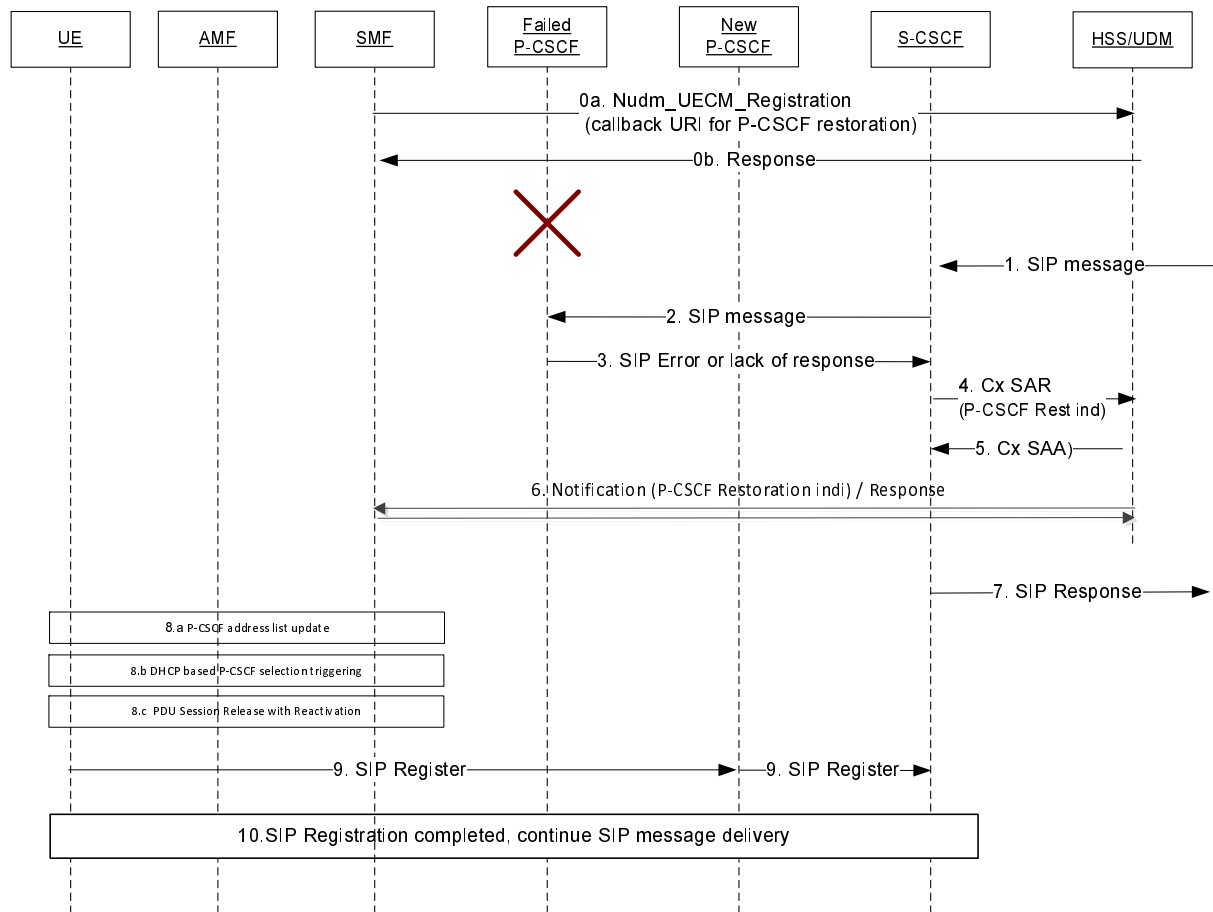 UE
AMF
SMF
Failed
P-CSCF
New
P-CSCF
S-CSCF
HSS/UDM
0a. Nudm_UECM_Registration
(callback URI for P-CSCF restoration)
0b. Response
1. SIP message
2. SIP message
3. SIP Error or lack of response
4. Cx SAR
(P-CSCF Rest ind)
5. Cx SAA)
6. Notification (P-CSCF Restoration indi) / Response
7. SIP Response
8.a P-CSCF address list update
8.b DHCP based P-CSCF selection triggering
8.c PDU Session Release with Reactivation
9. SIP Register
9. SIP Register
10.SIP Registration completed, continue SIP message delivery